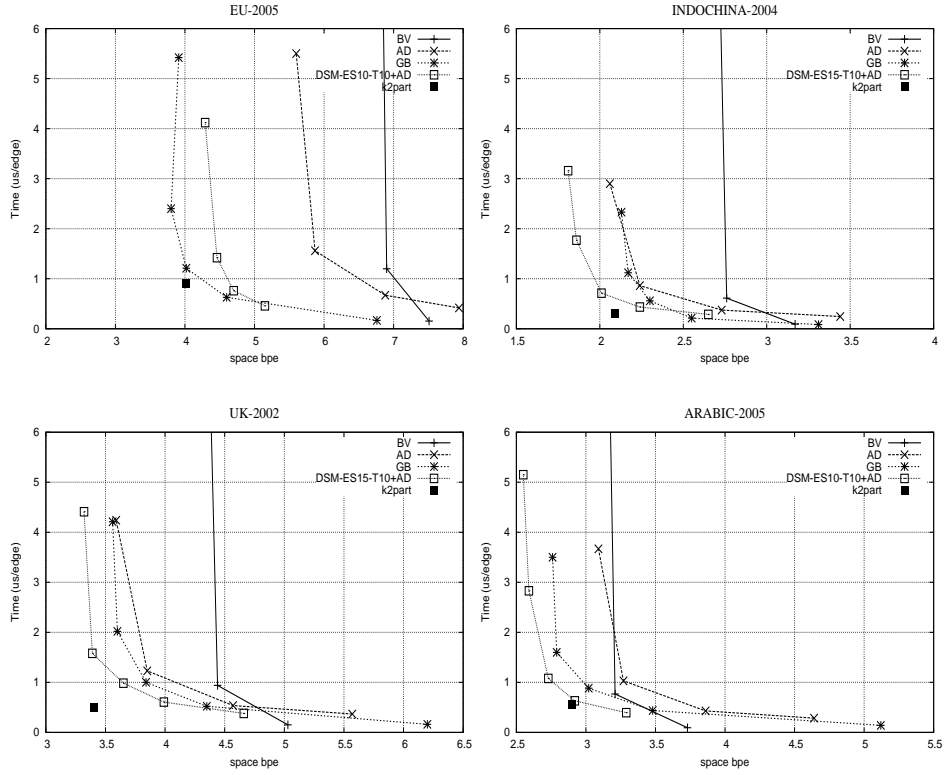 EU-2005
6
5
4
3
2
1
0
Time (us/edge)
2
3
4
5
6
7
8
space bpe
BV
AD
GB
DSM-ES10-T10+AD
k2part
INDOCHINA-2004
6
5
4
3
2
1
0
Time (us/edge)
1.5
2
2.5
3
3.5
4
space bpe
BV
AD
GB
DSM-ES15-T10+AD
k2part
UK-2002
6
5
4
3
2
1
0
Time (us/edge)
3
3.5
4
4.5
5
5.5
6
6.5
space bpe
BV
AD
GB
DSM-ES15-T10+AD
k2part
ARABIC-2005
6
5
4
3
2
1
0
Time (us/edge)
2.5
3
3.5
4
4.5
5
5.5
space bpe
BV
AD
GB
DSM-ES10-T10+AD
k2part